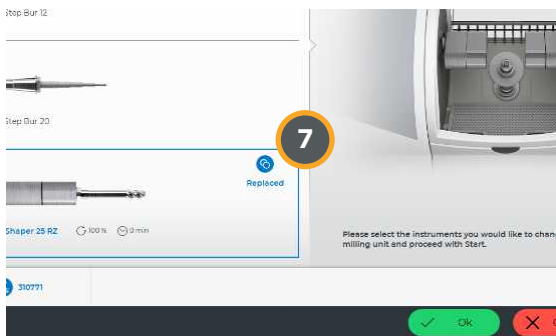 Step Bur 12
Step Bur 20
7
Replaced
Shaper 25 RZ 100 % 0 min
Please select the instruments you would like to chan
milling unit and proceed with Start.
310771
Ok